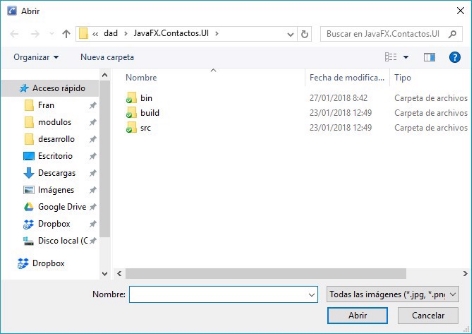 Abrir
« dad > JavaFX.Contactos.UI >
Buscar en JavaFX.Contactos.UI
Organizar
Nueva carpeta
Nombre
Fecha de modifica...
Tipo
Acceso rápido
Fran
modulos
desarrollo
Escritorio
Descargas
Imágenes
Google Drive
Dropbox
Disco local (C
Dropbox
bin 27/01/2018 8:42 Carpeta de archivos
build 23/01/2018 12:49 Carpeta de archivos
src 23/01/2018 12:49 Carpeta de archivos
Nombre:
Todas las imágenes (*.jpg, *.pn
Abrir
Cancelar